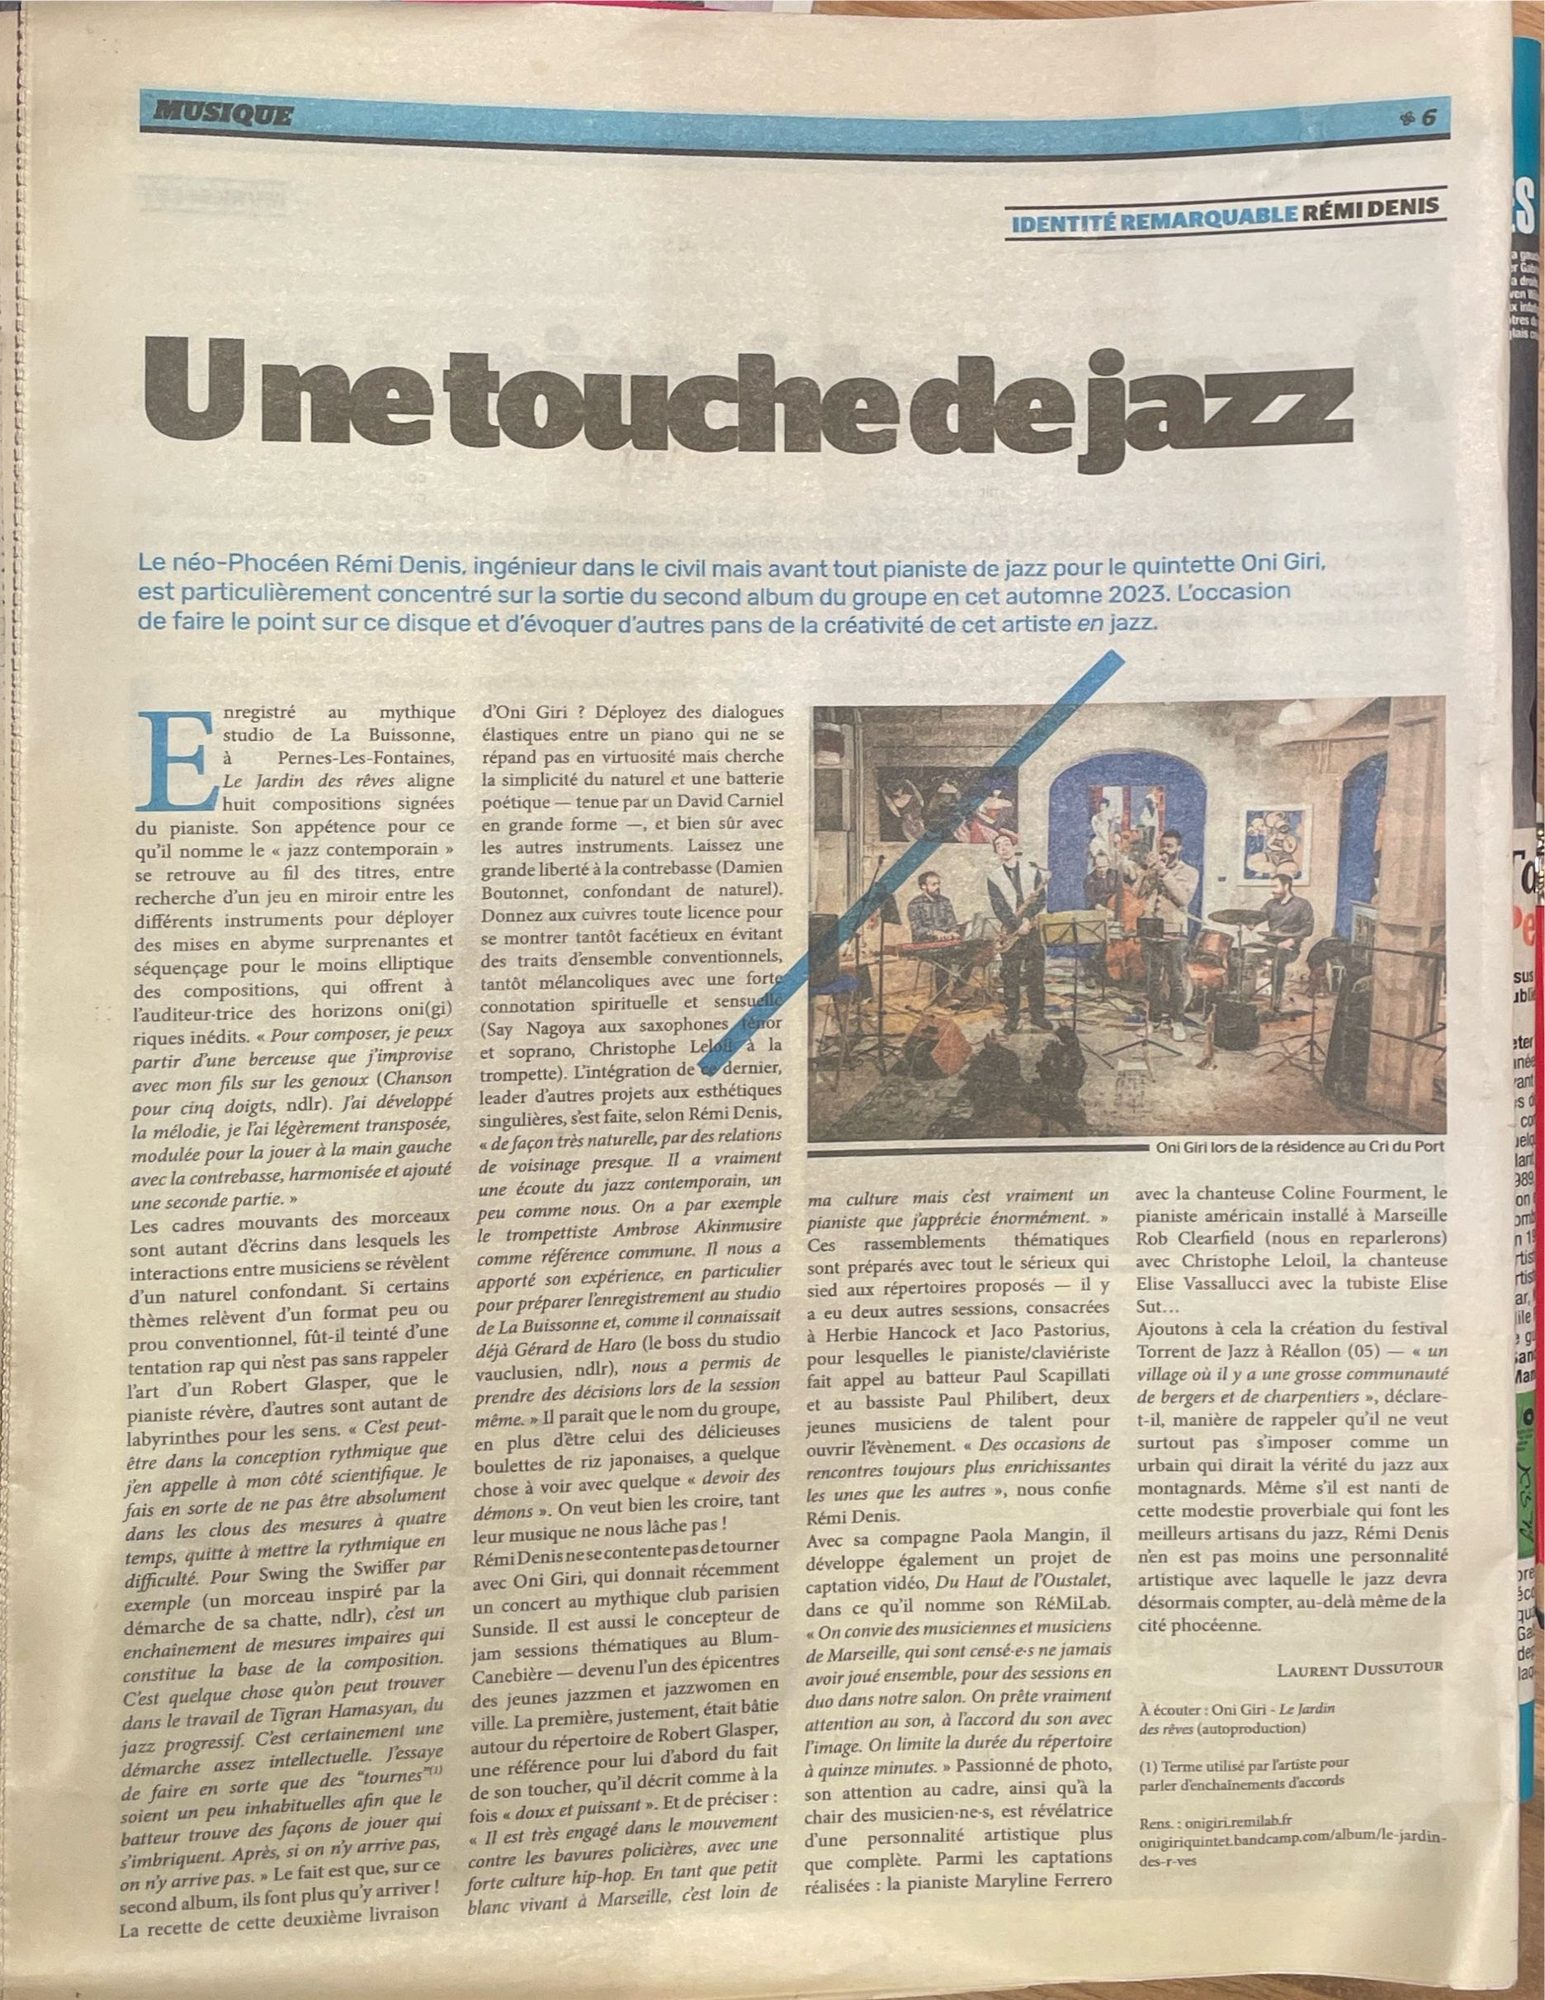 MUSIQUE
6
IDENTITÉ REMARQUABLE RÉMI DENIS
Une touche de jazz
Le néo-Phocéen Rémi Denis, ingénieur dans le civil mais avant tout pianiste de jazz pour le quintette Oni Giri,
est particulièrement concentré sur la sortie du second album du groupe en cet automne 2023. L'occasion
de faire le point sur ce disque et d'évoquer d'autres pans de la créativité de cet artiste en jazz.
Enregistré au mythique
studio de La Buissonne,
à Pernes-Les-Fontaines,
Le Jardin des rêves aligne
huit compositions signées
du pianiste. Son appétence pour ce
qu'il nomme le « jazz contemporain »
se retrouve au fil des titres, entre
recherche d'un jeu en miroir entre les
différents instruments pour déployer
des mises en abyme surprenantes et
séquençage pour le moins elliptique
des compositions, qui offrent à
l'auditeur-trice des horizons oni(gi)
riques inédits. « Pour composer, je peux
partir d'une berceuse que j'improvise
avec mon fils sur les genoux (Chanson
pour cinq doigts, ndlr). J'ai développé
la mélodie, je l'ai légèrement transposée,
modulée pour la jouer à la main gauche
avec la contrebasse, harmonisée et ajouté
une seconde partie. »
Les cadres mouvants des morceaux
sont autant d'écrins dans lesquels les
interactions entre musiciens se révèlent
d'un naturel confondant. Si certains
thèmes relèvent d'un format peu ou
prou conventionnel, fût-il teinté d'une
tentation rap qui n'est pas sans rappeler
l'art d'un Robert Glasper, que le
pianiste révère, d'autres sont autant de
labyrinthes pour les sens. « C'est peut-
être dans la conception rythmique que
j'en appelle à mon côté scientifique. Je
fais en sorte de ne pas être absolument
dans les clous des mesures à quatre
temps, quitte à mettre la rythmique en
difficulté. Pour Swing the Swiffer par
exemple (un morceau inspiré par la
démarche de sa chatte, ndlr), c'est un
enchaînement de mesures impaires qui
constitue la base de la composition.
C'est quelque chose qu'on peut trouver
dans le travail de Tigran Hamasyan, du
jazz progressif. C'est certainement une
démarche assez intellectuelle. J'essaye
de faire en sorte que des "tournes"(1)
soient un peu inhabituelles afin que le
batteur trouve des façons de jouer qui
s'imbriquent. Après, si on n'y arrive pas,
on n'y arrive pas. » Le fait est que, sur ce
second album, ils font plus qu'y arriver !
La recette de cette deuxième livraison
d'Oni Giri ? Déployez des dialogues
élastiques entre un piano qui ne se
répand pas en virtuosité mais cherche
la simplicité du naturel et une batterie
poétique — tenue par un David Carniel
en grande forme —, et bien sûr avec
les autres instruments. Laissez une
grande liberté à la contrebasse (Damien
Boutonnet, confondant de naturel).
Donnez aux cuivres toute licence pour
se montrer tantôt facétieux en évitant
des traits d'ensemble conventionnels,
tantôt mélancoliques avec une forte
connotation spirituelle et sensuelle
(Say Nagoya aux saxophones ténor
et soprano, Christophe Leloil à la
trompette). L'intégration de ce dernier,
leader d'autres projets aux esthétiques
singulières, s'est faite, selon Rémi Denis,
« de façon très naturelle, par des relations
de voisinage presque. Il a vraiment
une écoute du jazz contemporain, un
peu comme nous. On a par exemple
le trompettiste Ambrose Akinmusire
comme référence commune. Il nous a
apporté son expérience, en particulier
pour préparer l'enregistrement au studio
de La Buissonne et, comme il connaissait
déjà Gérard de Haro (le boss du studio
vauclusien, ndlr), nous a permis de
prendre des décisions lors de la session
même. » Il paraît que le nom du groupe,
en plus d'être celui des délicieuses
boulettes de riz japonaises, a quelque
chose à voir avec quelque « devoir des
démons ». On veut bien les croire, tant
leur musique ne nous lâche pas !
Rémi Denis ne se contente pas de tourner
avec Oni Giri, qui donnait récemment
un concert au mythique club parisien
Sunside. Il est aussi le concepteur de
jam sessions thématiques au Blum-
Canebière — devenu l'un des épicentres
des jeunes jazzmen et jazzwomen en
ville. La première, justement, était bâtie
autour du répertoire de Robert Glasper,
une référence pour lui d'abord du fait
de son toucher, qu'il décrit comme à la
fois « doux et puissant ». Et de préciser :
« Il est très engagé dans le mouvement
contre les bavures policières, avec une
forte culture hip-hop. En tant que petit
blanc vivant à Marseille, c'est loin de
Oni Giri lors de la résidence au Cri du Port
ma culture mais c'est vraiment un
pianiste que j'apprécie énormément. »
Ces rassemblements thématiques
sont préparés avec tout le sérieux qui
sied aux répertoires proposés — il y
a eu deux autres sessions, consacrées
à Herbie Hancock et Jaco Pastorius,
pour lesquelles le pianiste/claviériste
fait appel au batteur Paul Scapillati
et au bassiste Paul Philibert, deux
jeunes musiciens de talent pour
ouvrir l'évènement. « Des occasions de
rencontres toujours plus enrichissantes
les unes que les autres », nous confie
Rémi Denis.
Avec sa compagne Paola Mangin, il
développe également un projet de
captation vidéo, Du Haut de l'Oustalet,
dans ce qu'il nomme son RéMiLab.
« On convie des musiciennes et musiciens
de Marseille, qui sont censé·e·s ne jamais
avoir joué ensemble, pour des sessions en
duo dans notre salon. On prête vraiment
attention au son, à l'accord du son avec
l'image. On limite la durée du répertoire
à quinze minutes. » Passionné de photo,
son attention au cadre, ainsi qu'à la
chair des musicien·ne·s, est révélatrice
d'une personnalité artistique plus
que complète. Parmi les captations
réalisées : la pianiste Maryline Ferrero
avec la chanteuse Coline Fourment, le
pianiste américain installé à Marseille
Rob Clearfield (nous en reparlerons)
avec Christophe Leloil, la chanteuse
Elise Vassallucci avec la tubiste Elise
Sut...
Ajoutons à cela la création du festival
Torrent de Jazz à Réallon (05) — « un
village où il y a une grosse communauté
de bergers et de charpentiers », déclare-
t-il, manière de rappeler qu'il ne veut
surtout pas s'imposer comme un
urbain qui dirait la vérité du jazz aux
montagnards. Même s'il est nanti de
cette modestie proverbiale qui font les
meilleurs artisans du jazz, Rémi Denis
n'en est pas moins une personnalité
artistique avec laquelle le jazz devra
désormais compter, au-delà même de la
cité phocéenne.
LAURENT DUSSUTOUR
À écouter : Oni Giri - Le Jardin
des rêves (autoproduction)
(1) Terme utilisé par l'artiste pour
parler d'enchaînements d'accords
Rens. : onigiri.remilab.fr
onigiriquintet.bandcamp.com/album/le-jardin-
des-r-ves